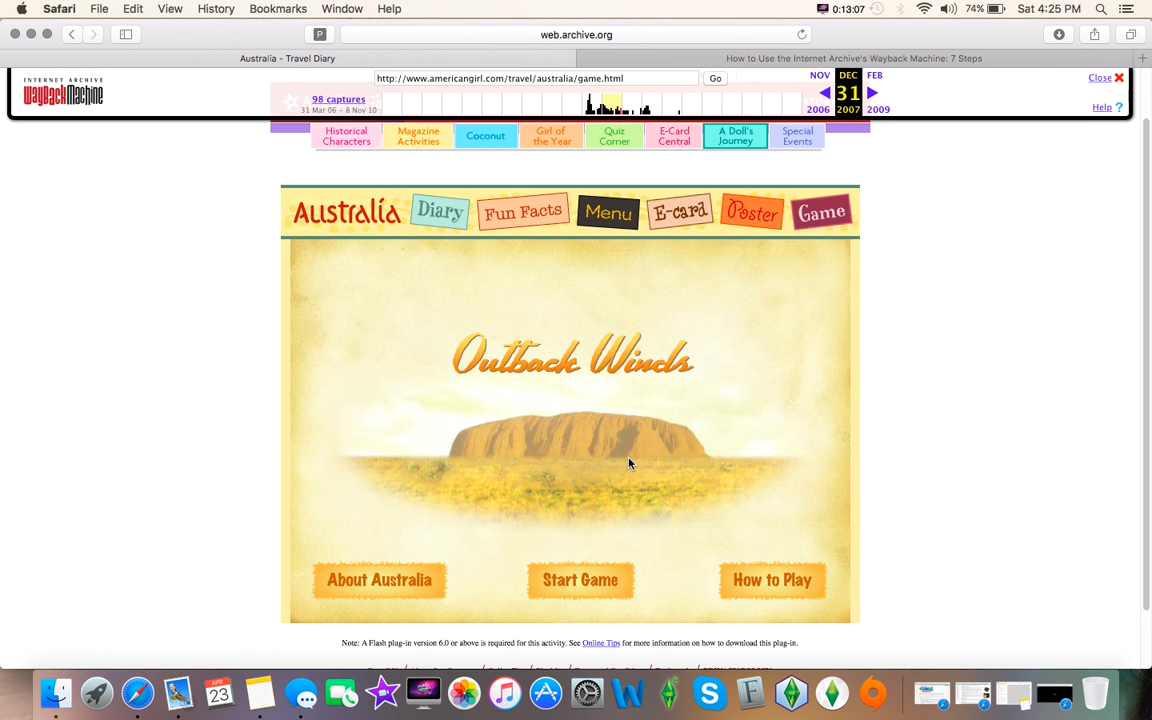 Safari File Edit View History Bookmarks Window Help 0:13:07 74% Sat 4:25 PM
P web.archive.org
Australia - Travel Diary How to Use the Internet Archive's Wayback Machine: 7 Steps
INTERNET ARCHIVE
WayBackMachine
http://www.americangirl.com/travel/australia/game.html Go
98 captures
31 Mar 06 – 8 Nov 10
NOV DEC FEB
31
2006 2007 2009
Close
Help ?
Historical Characters
Magazine Activities
Coconut
Girl of the Year
Quiz Corner
E-Card Central
A Doll's Journey
Special Events
Australia Diary Fun Facts Menu E-card Poster Game
Outback Winds
About Australia Start Game How to Play
Note: A Flash plug-in version 6.0 or above is required for this activity. See Online Tips for more information on how to download this plug-in.
APR
23